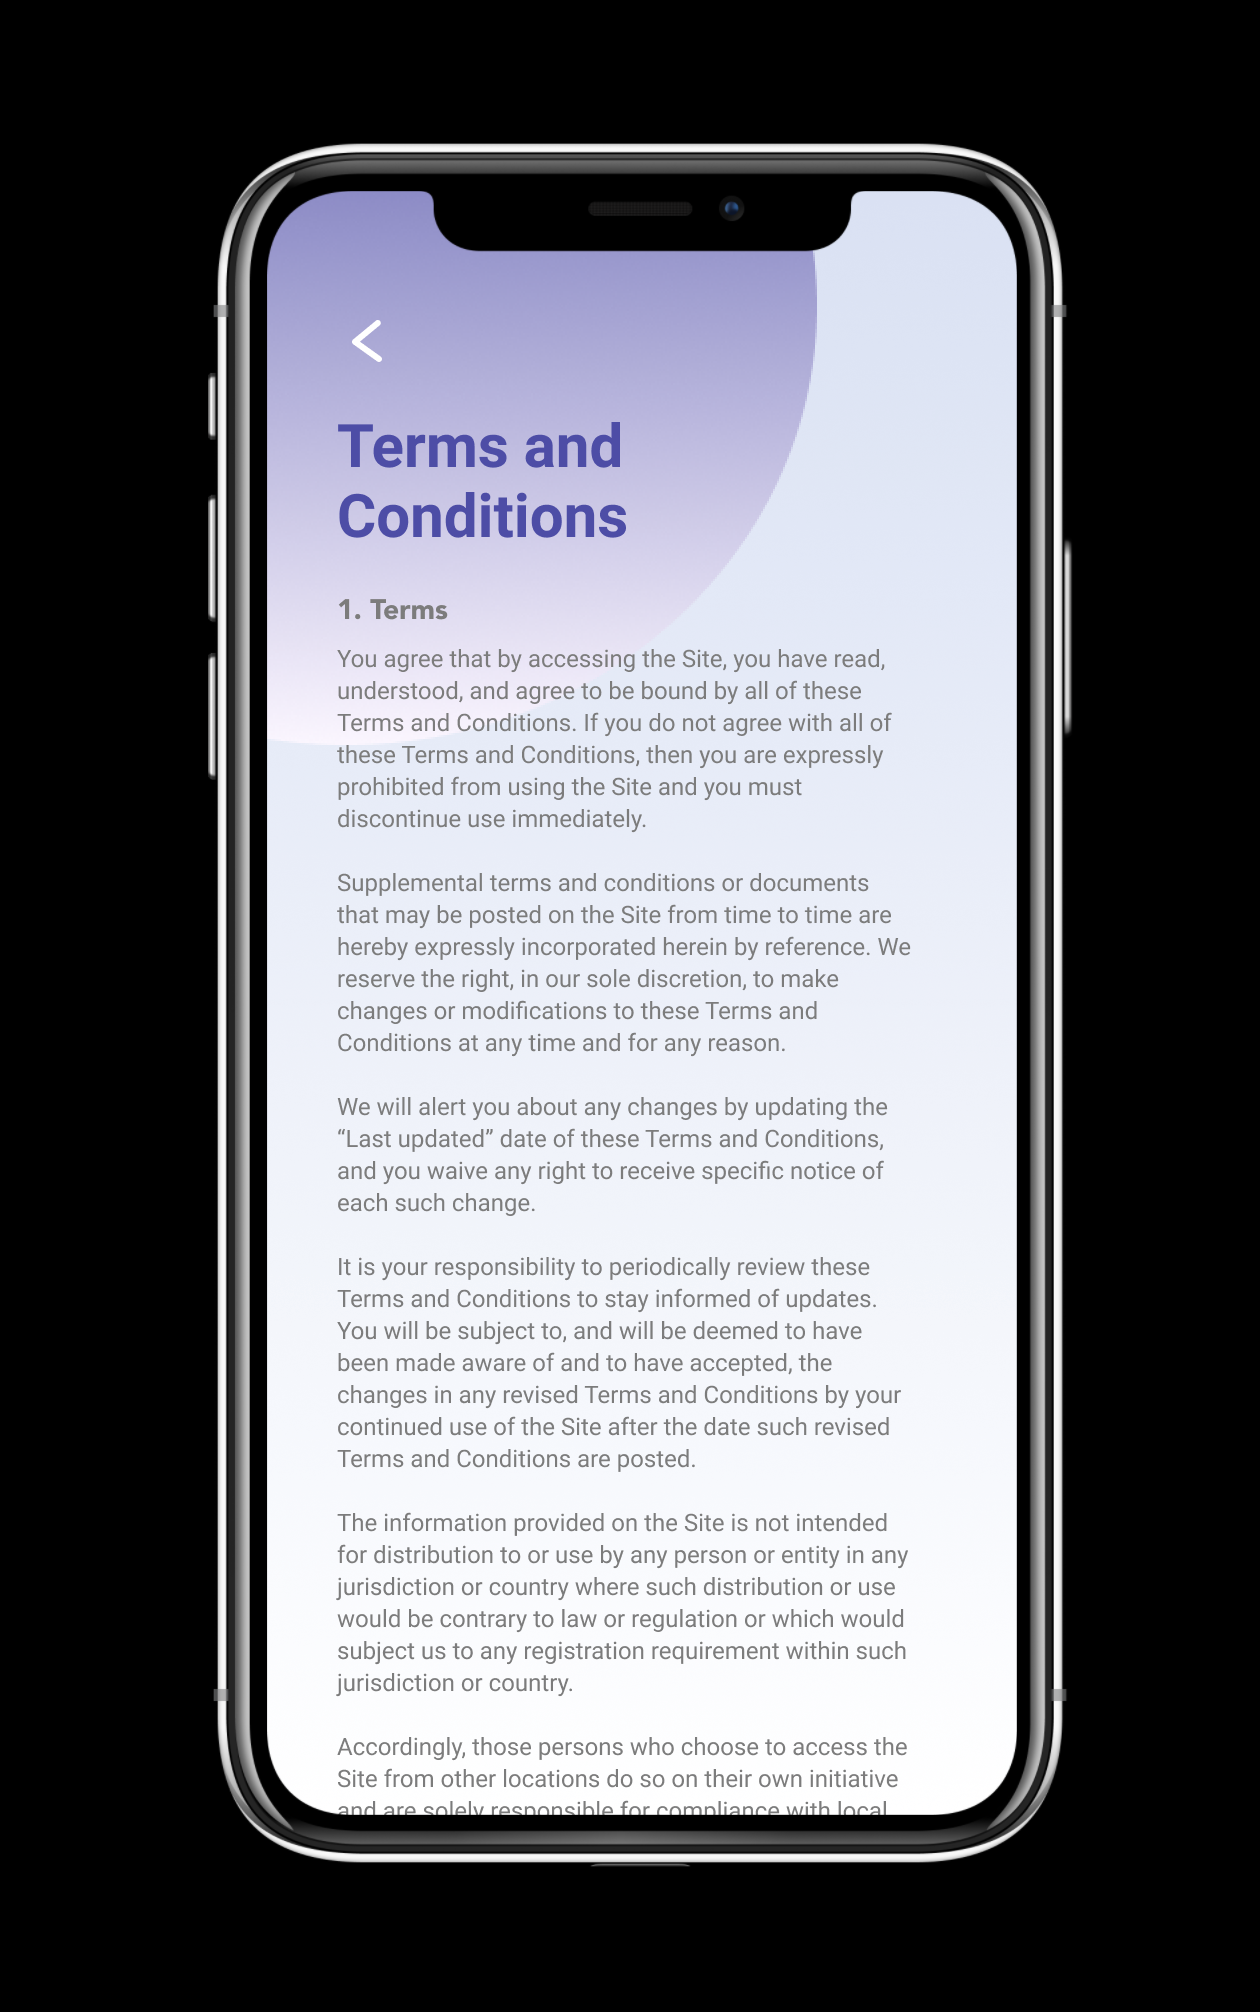 Terms and
Conditions
1. Terms
You agree that by accessing the Site, you have read,
understood, and agree to be bound by all of these
Terms and Conditions. If you do not agree with all of
these Terms and Conditions, then you are expressly
prohibited from using the Site and you must
discontinue use immediately.
Supplemental terms and conditions or documents
that may be posted on the Site from time to time are
hereby expressly incorporated herein by reference. We
reserve the right, in our sole discretion, to make
changes or modifications to these Terms and
Conditions at any time and for any reason.
We will alert you about any changes by updating the
“Last updated” date of these Terms and Conditions,
and you waive any right to receive specific notice of
each such change.
It is your responsibility to periodically review these
Terms and Conditions to stay informed of updates.
You will be subject to, and will be deemed to have
been made aware of and to have accepted, the
changes in any revised Terms and Conditions by your
continued use of the Site after the date such revised
Terms and Conditions are posted.
The information provided on the Site is not intended
for distribution to or use by any person or entity in any
jurisdiction or country where such distribution or use
would be contrary to law or regulation or which would
subject us to any registration requirement within such
jurisdiction or country.
Accordingly, those persons who choose to access the
Site from other locations do so on their own initiative
and are solely responsible for compliance with local